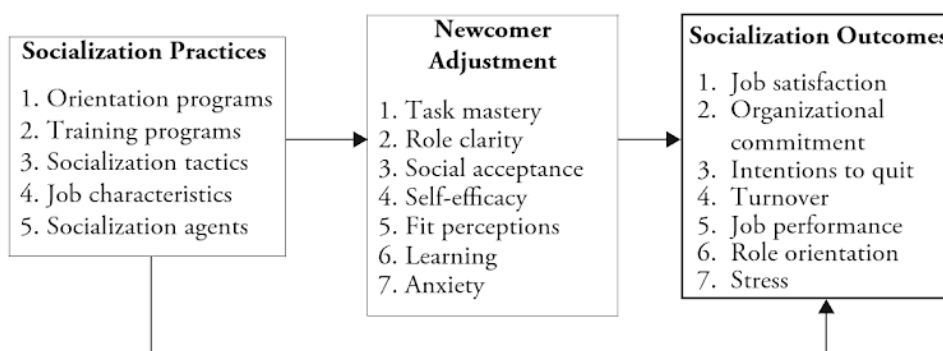 Socialization Practices
1. Orientation programs
2. Training programs
3. Socialization tactics
4. Job characteristics
5. Socialization agents
Newcomer
Adjustment
1. Task mastery
2. Role clarity
3. Social acceptance
4. Self-efficacy
5. Fit perceptions
6. Learning
7. Anxiety
Socialization Outcomes
1. Job satisfaction
2. Organizational
commitment
3. Intentions to quit
4. Turnover
5. Job performance
6. Role orientation
7. Stress